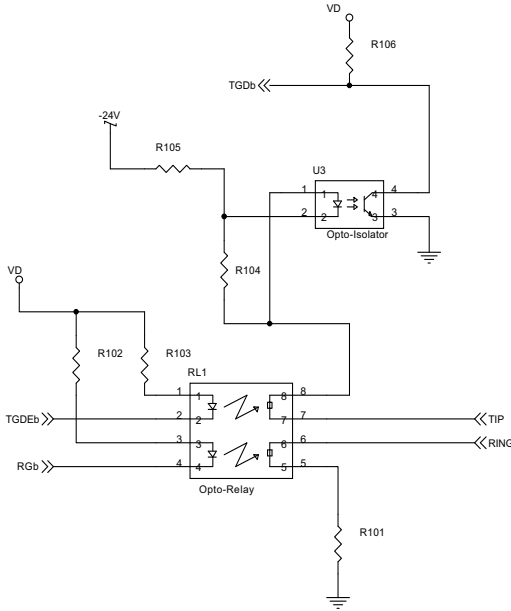 VD
R106
TGDb
-24V
R105
U3
1 1 4 4
2 2 3 3
Opto-Isolator
R104
VD
R102 R103
RL1
1 1 8 8
TGDEb 2 2 7 7 TIP
3 3 6 6 RING
RGb 4 4 5 5
Opto-Relay
R101